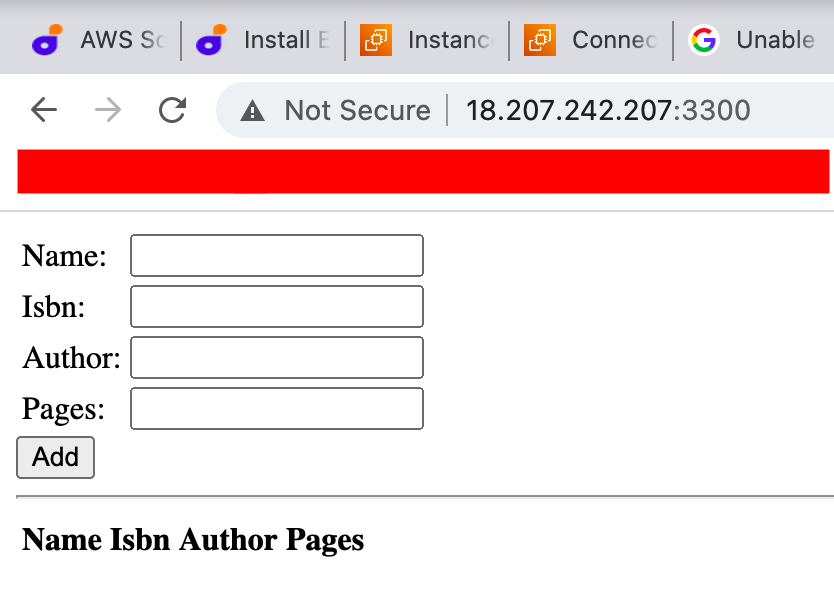 AWS Install Instanc Connec Unable
Not Secure 18.207.242.207:3300
Name:
Isbn:
Author:
Pages:
Add
Name Isbn Author Pages